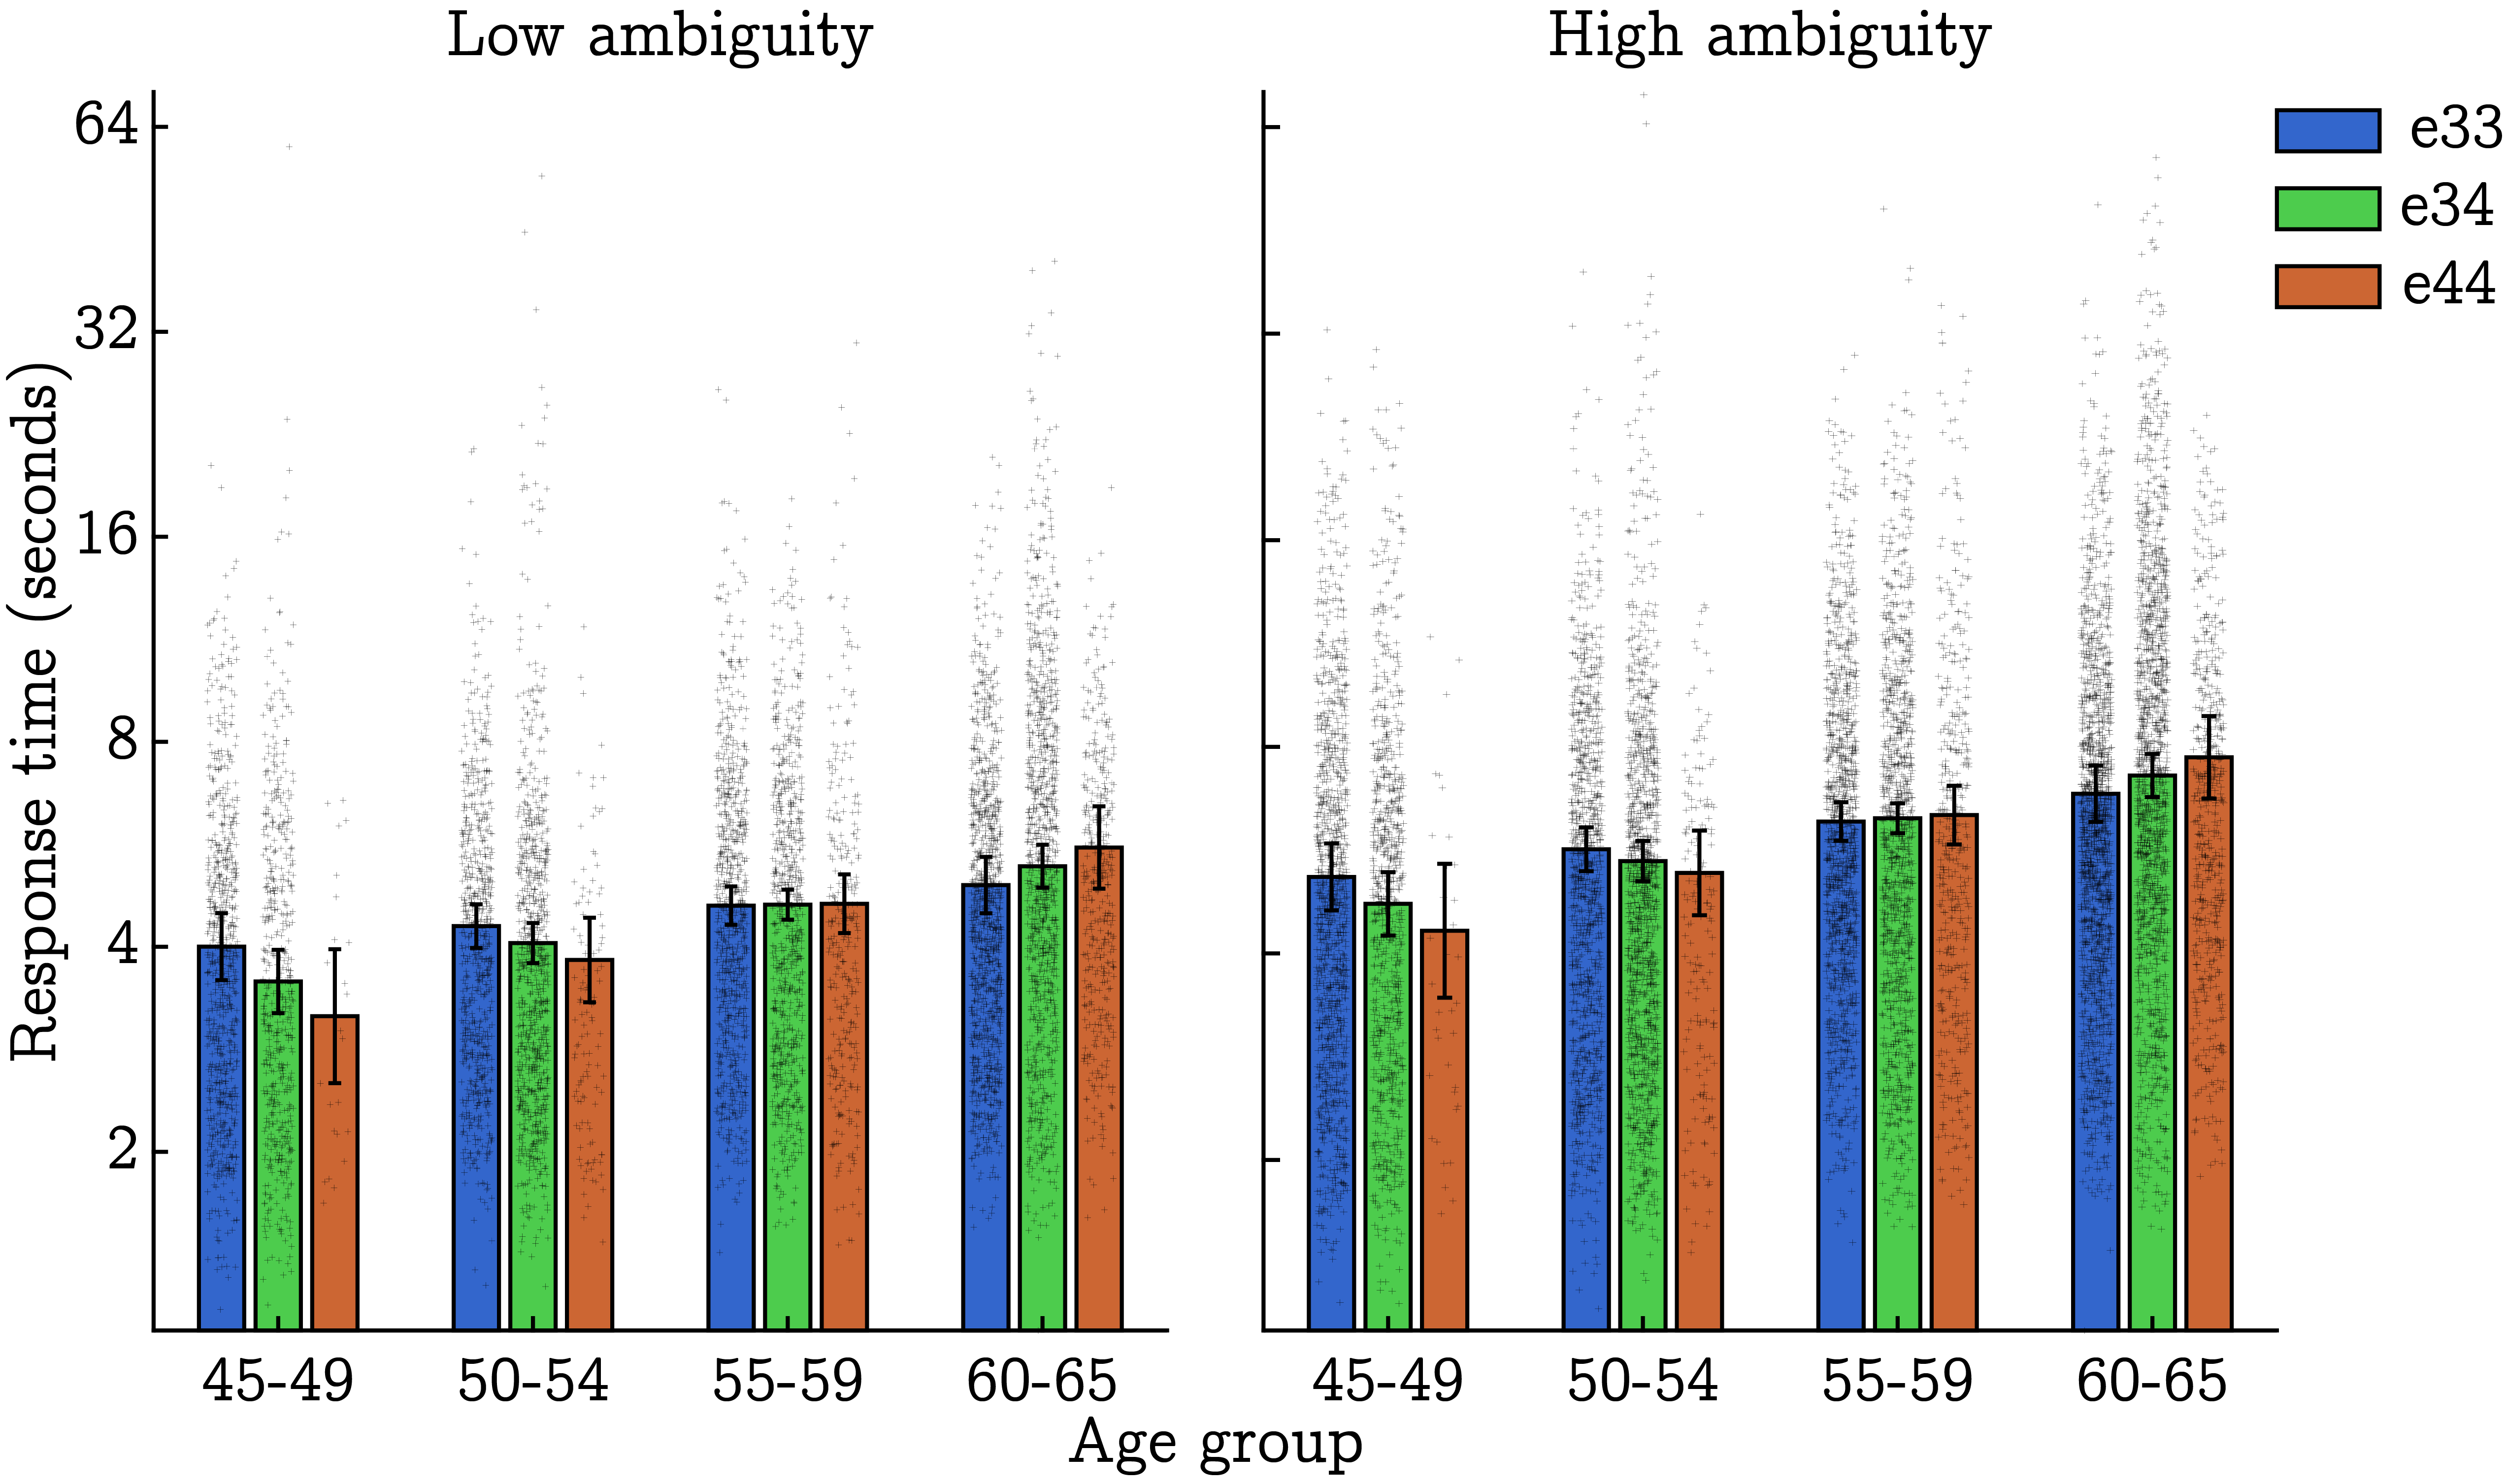 Low ambiguity
High ambiguity
e33
e34
e44
Response time (seconds)
64
32
16
8
4
2
45-49 50-54 55-59 60-65
45-49 50-54 55-59 60-65
Age group